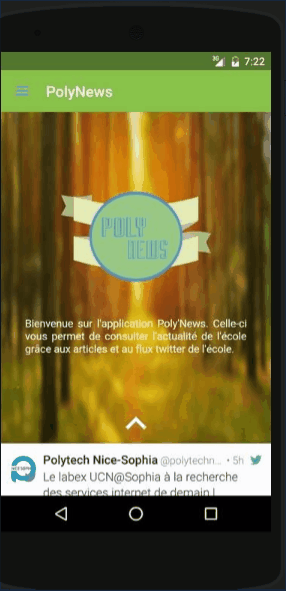 3G 7:22
PolyNews
POLY
NEWS
Bienvenue sur l'application Poly'News. Celle-ci
vous permet de consulter l'actualité de l'école
grâce aux articles et au flux twitter de l'école.
Polytech Nice-Sophia @polytechn... • 5h
Le labex UCN@Sophia à la recherche
des services internet de demain !